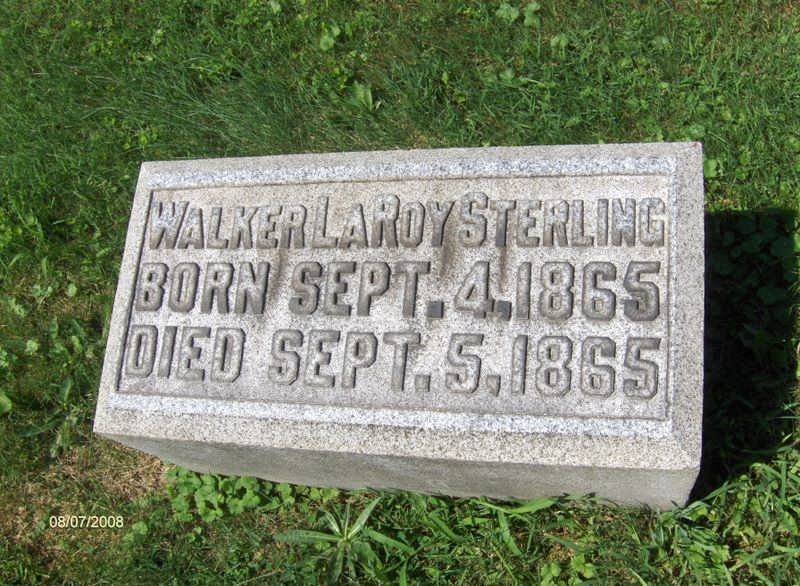 WALKER LAROY STERLING
BORN SEPT. 4, 1865
DIED SEPT. 5, 1865
08/07/2008